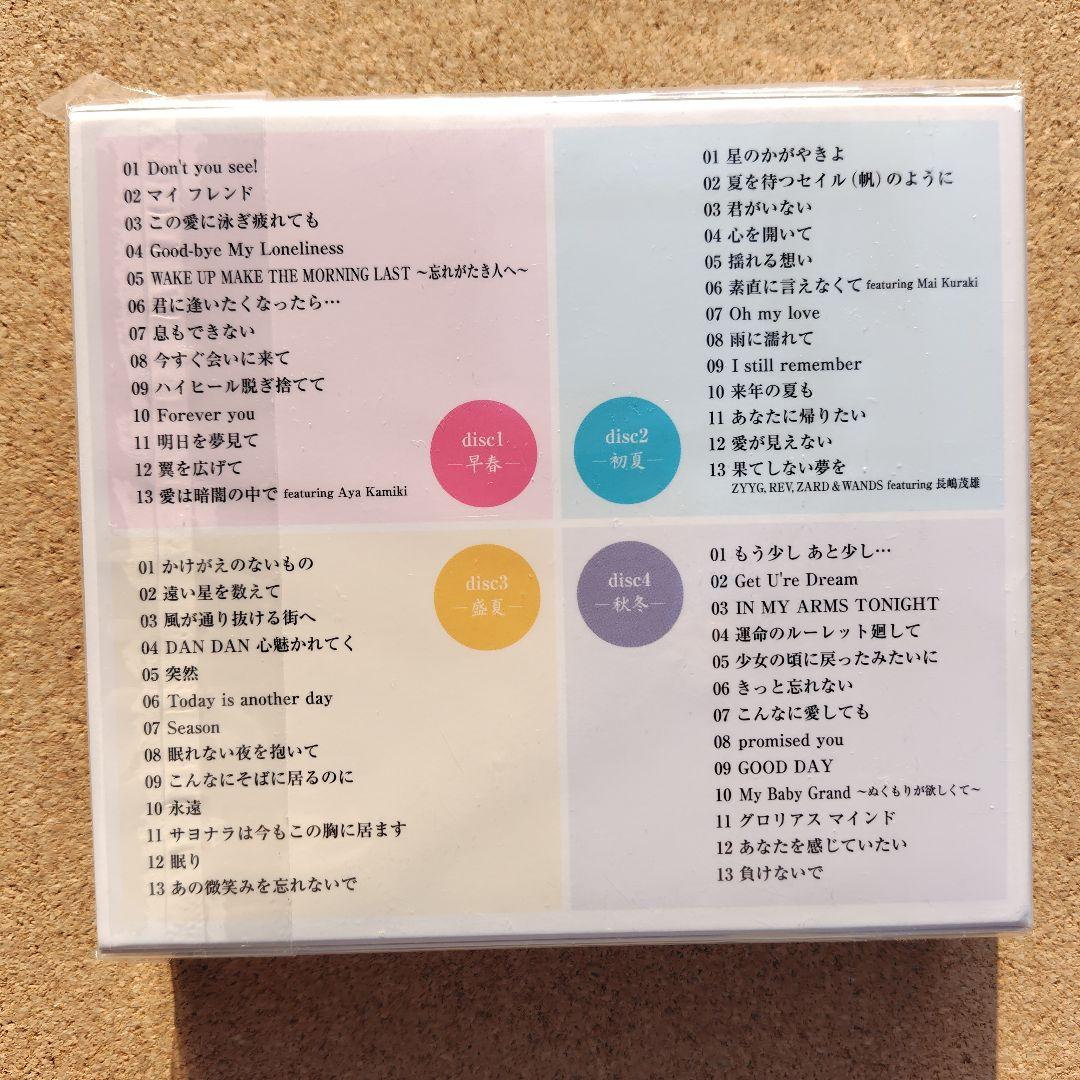 01 Don't you see!
02 マイ フレンド
03 この愛に泳ぎ疲れても
04 Good-bye My Loneliness
05 WAKE UP MAKE THE MORNING LAST ～忘れがたき人へ～
06 君に逢いたくなったら…
07 息もできない
08 今すぐ会いに来て
09 ハイヒール脱ぎ捨てて
10 Forever you
11 明日を夢見て
12 翼を広げて
13 愛は暗闇の中で featuring Aya Kamiki
disc1
―早春―
01 星のかがやきよ
02 夏を待つセイル(帆)のように
03 君がいない
04 心を開いて
05 揺れる想い
06 素直に言えなくて featuring Mai Kuraki
07 Oh my love
08 雨に濡れて
09 I still remember
10 来年の夏も
11 あなたに帰りたい
12 愛が見えない
13 果てしない夢を
ZYYG, REV, ZARD & WANDS featuring 長嶋茂雄
disc2
―初夏―
01 かけがえのないもの
02 遠い星を数えて
03 風が通り抜ける街へ
04 DAN DAN 心魅かれてく
05 突然
06 Today is another day
07 Season
08 眠れない夜を抱いて
09 こんなにそばに居るのに
10 永遠
11 サヨナラは今もこの胸に居ます
12 眠り
13 あの微笑みを忘れないで
disc3
―盛夏―
01 もう少し あと少し…
02 Get U're Dream
03 IN MY ARMS TONIGHT
04 運命のルーレット廻して
05 少女の頃に戻ったみたいに
06 きっと忘れない
07 こんなに愛しても
08 promised you
09 GOOD DAY
10 My Baby Grand ～ぬくもりが欲しくて～
11 グロリアス マインド
12 あなたを感じていたい
13 負けないで
disc4
―秋冬―